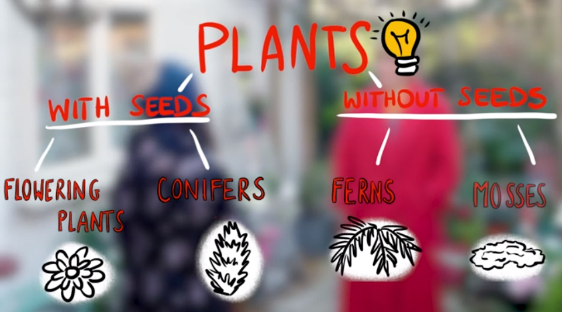 PLANTS
WITH SEEDS
WITHOUT SEEDS
FLOWERING
PLANTS
CONIFERS
FERNS
MOSSES